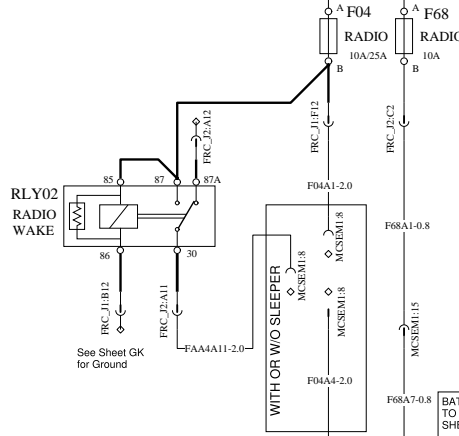 A
F04
RADIO
10A/25A
B
A
F68
RADIO
10A
B
FRC_J2:A12
FRC_J1:F12
FRC_J2:C2
85
87
87A
RLY02
RADIO
WAKE
86
30
F04A1-2.0
F68A1-0.8
MCSEM1:8
MCSEM1:8
MCSEM1:8
WITH OR W/O SLEEPER
FRC_J1:B12
FRC_J2:A11
MCSEM1:15
See Sheet GK
for Ground
FAA4A11-2.0
F04A4-2.0
F68A7-0.8
BAT
TO
SHE